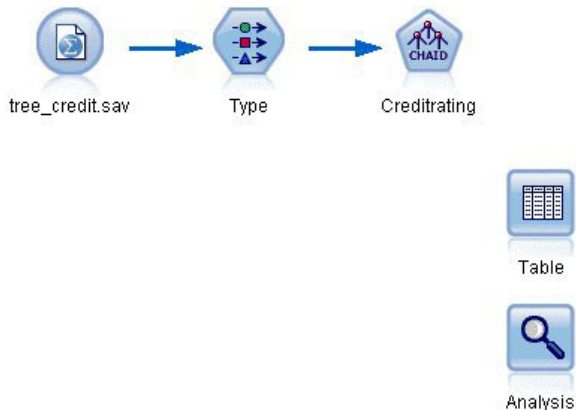 CHAID
tree_credit.sav
Type
Creditrating
Table
Analysis